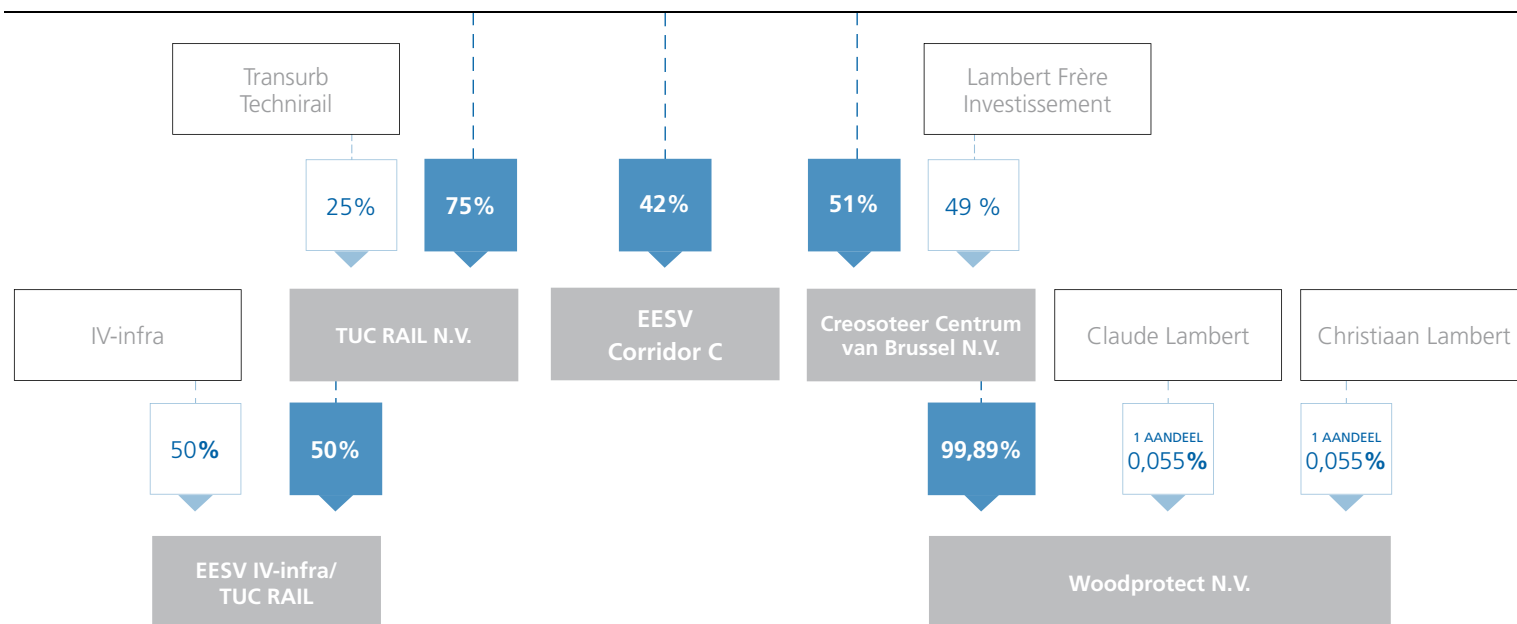 Transurb
Technirail
Lambert Frère
Investissement
25%
75%
42%
51%
49 %
IV-infra
TUC RAIL N.V.
EESV
Corridor C
Creosoteer Centrum
van Brussel N.V.
Claude Lambert
Christiaan Lambert
50%
50%
99,89%
1 AANDEEL
0,055%
1 AANDEEL
0,055%
EESV IV-infra/
TUC RAIL
Woodprotect N.V.